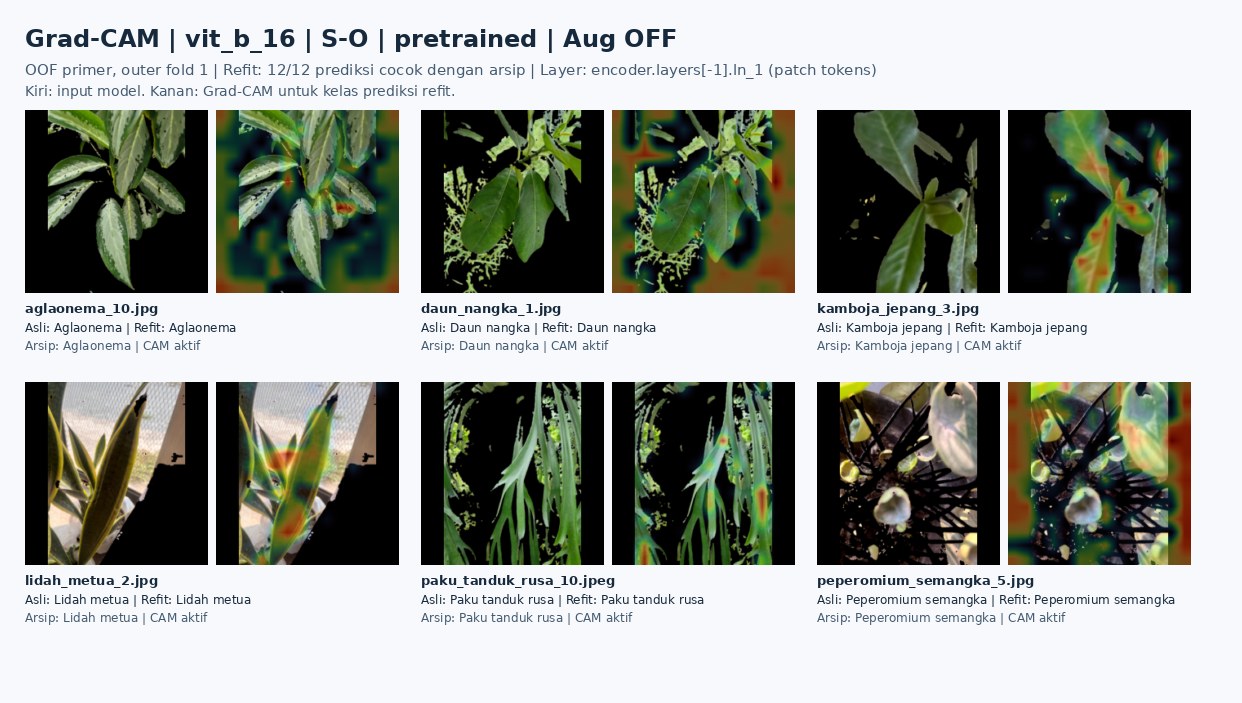 Grad-CAM | vit_b_16 | S-O | pretrained | Aug OFF
OOF primer, outer fold 1 | Refit: 12/12 prediksi cocok dengan arsip | Layer: encoder.layers[-1].ln_1 (patch tokens)
Kiri: input model. Kanan: Grad-CAM untuk kelas prediksi refit.
aglaonema_10.jpg
Asli: Aglaonema | Refit: Aglaonema
Arsip: Aglaonema | CAM aktif
daun_nangka_1.jpg
Asli: Daun nangka | Refit: Daun nangka
Arsip: Daun nangka | CAM aktif
kamboja_jepang_3.jpg
Asli: Kamboja jepang | Refit: Kamboja jepang
Arsip: Kamboja jepang | CAM aktif
lidah_metua_2.jpg
Asli: Lidah metua | Refit: Lidah metua
Arsip: Lidah metua | CAM aktif
paku_tanduk_rusa_10.jpeg
Asli: Paku tanduk rusa | Refit: Paku tanduk rusa
Arsip: Paku tanduk rusa | CAM aktif
peperomium_semangka_5.jpg
Asli: Peperomium semangka | Refit: Peperomium semangka
Arsip: Peperomium semangka | CAM aktif